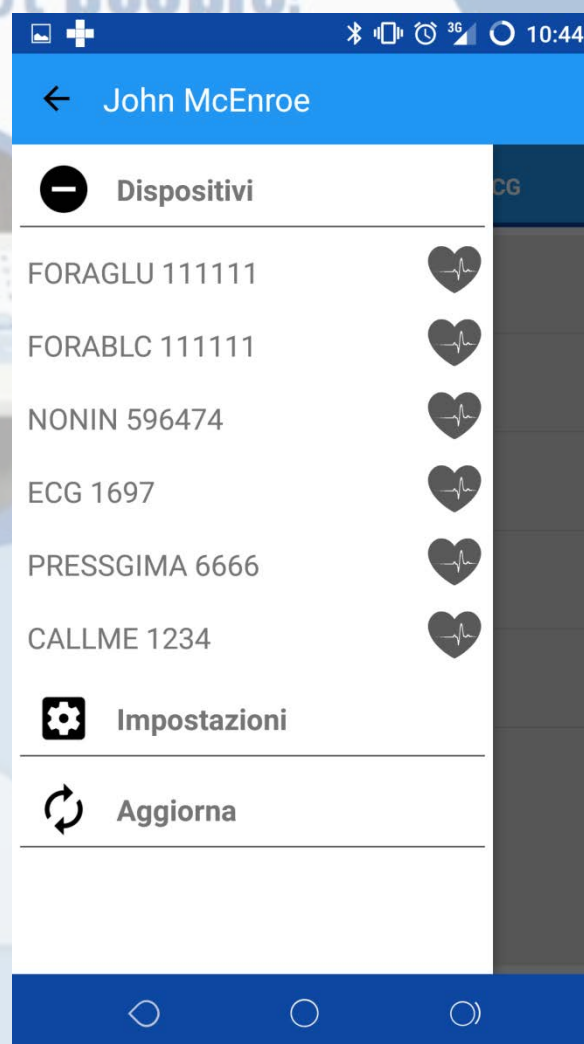 3G 10:44
John McEnroe
Dispositivi
CG
FORAGLU 111111
FORABLC 111111
NONIN 596474
ECG 1697
PRESSGIMA 6666
CALLME 1234
Impostazioni
Aggiorna